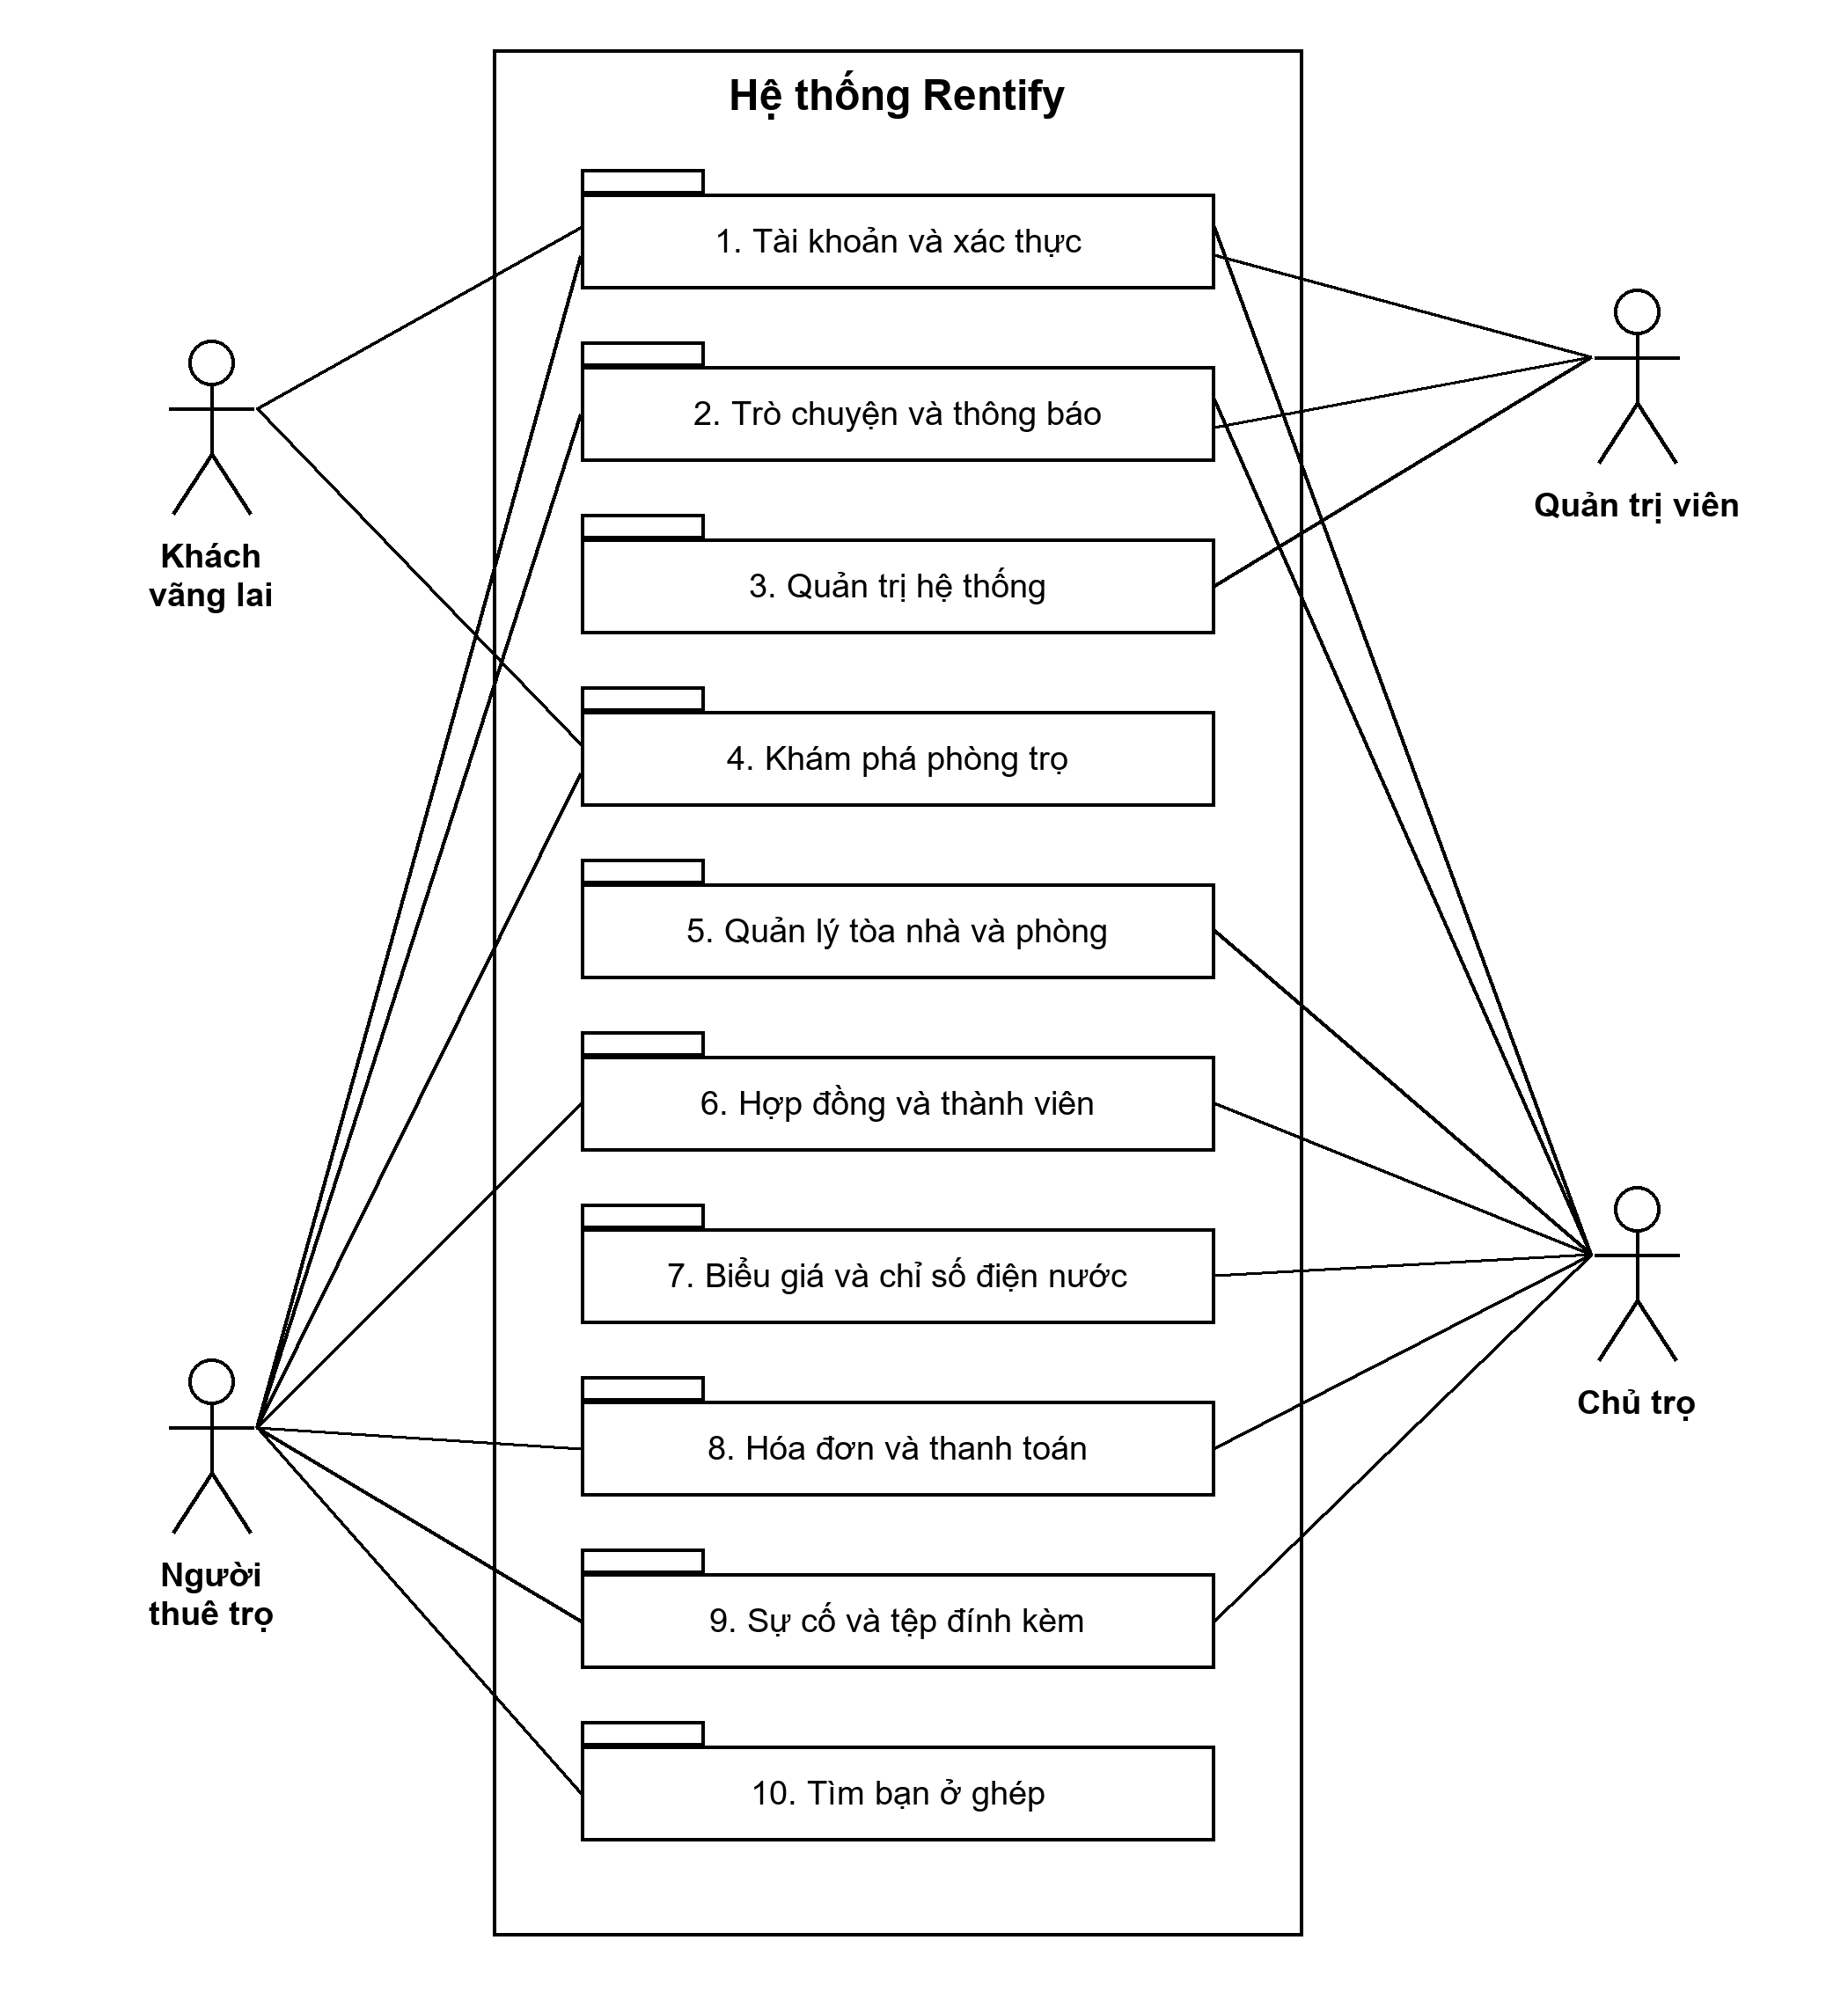 Hệ thống Rentify
1. Tài khoản và xác thực
2. Trò chuyện và thông báo
3. Quản trị hệ thống
4. Khám phá phòng trọ
5. Quản lý tòa nhà và phòng
6. Hợp đồng và thành viên
7. Biểu giá và chỉ số điện nước
8. Hóa đơn và thanh toán
9. Sự cố và tệp đính kèm
10. Tìm bạn ở ghép
Khách
vãng lai
Người
thuê trọ
Quản trị viên
Chủ trọ